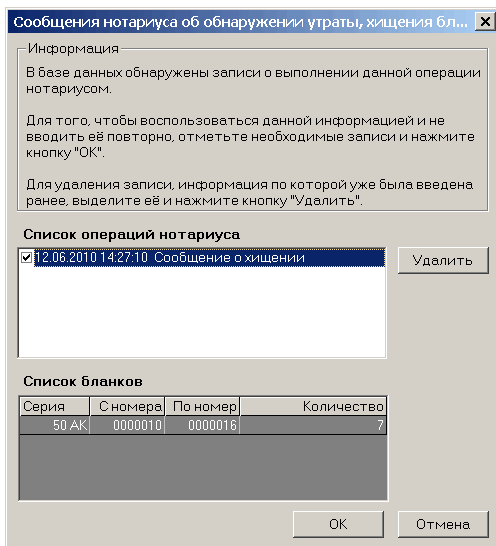 Сообщения нотариуса об обнаружении утраты, хищения бл...
Информация
В базе данных обнаружены записи о выполнении данной операции
нотариусом.
Для того, чтобы воспользоваться данной информацией и не
вводить её повторно, отметьте необходимые записи и нажмите
кнопку "ОК".
Для удаления записи, информация по которой уже была введена
ранее, выделите её и нажмите кнопку "Удалить".
Список операций нотариуса
12.06.2010 14:27:10 Сообщение о хищении
Удалить
Список бланков
Серия С номера По номер Количество
50 АК 0000010 0000016 7
ОК Отмена